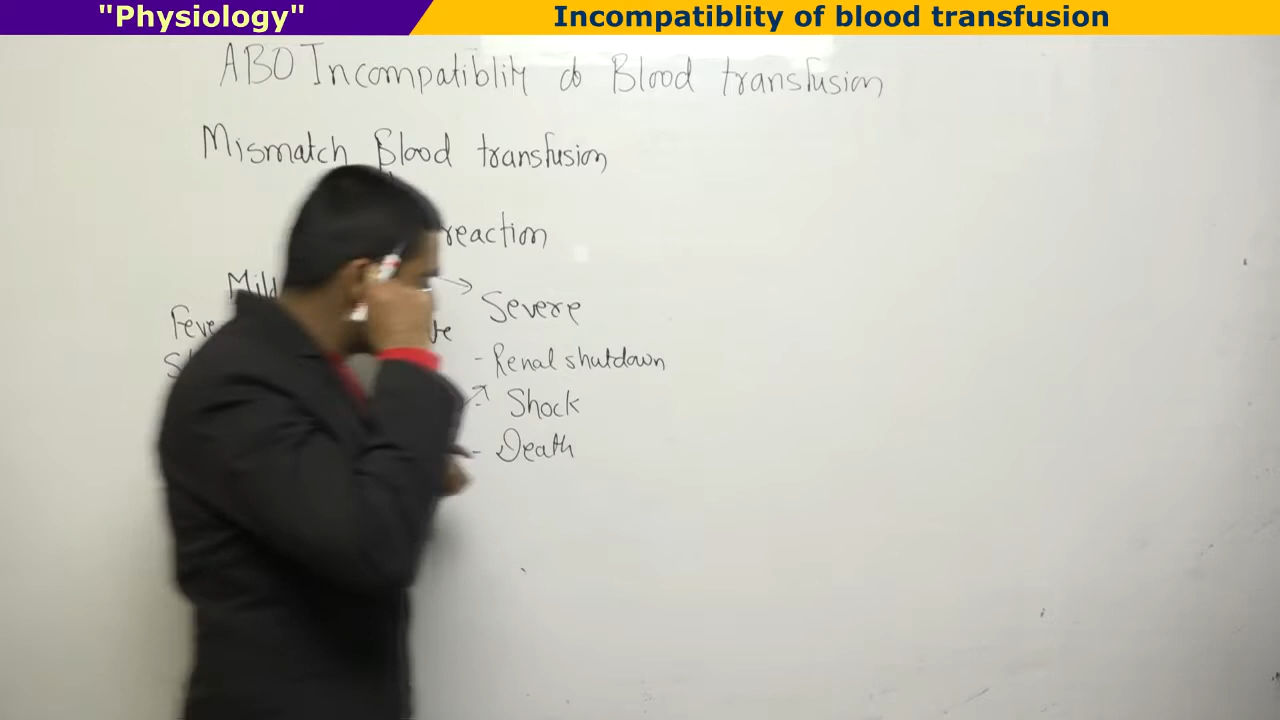 "Physiology"
Incompatiblity of blood transfusion
ABO Incompatiblity of Blood transfusion
Mismatch Blood transfusion
reaction
Mild
Severe
- Renal shutdown
- Shock
- Death